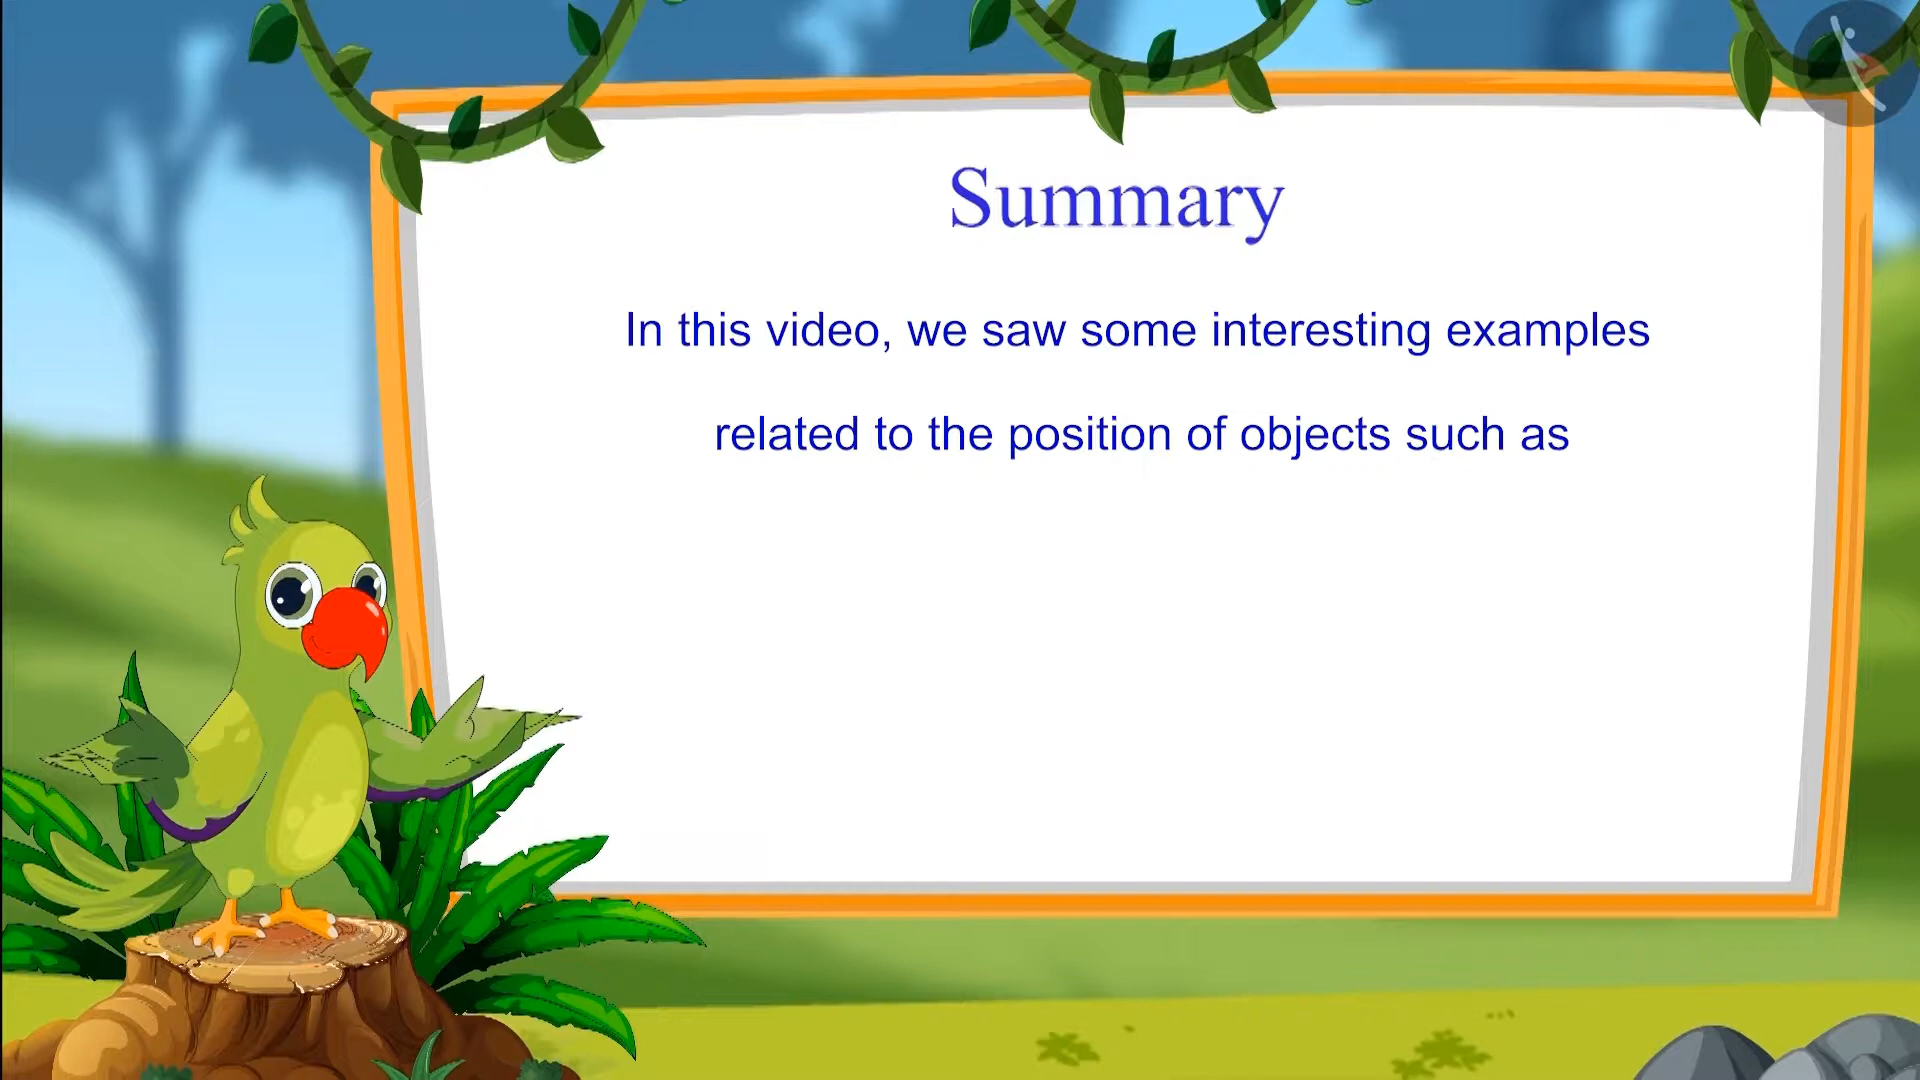 Summary
In this video, we saw some interesting examples
related to the position of objects such as